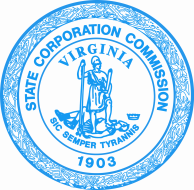 STATE CORPORATION COMMISSION
VIRGINIA
SIC SEMPER TYRANNIS
1903